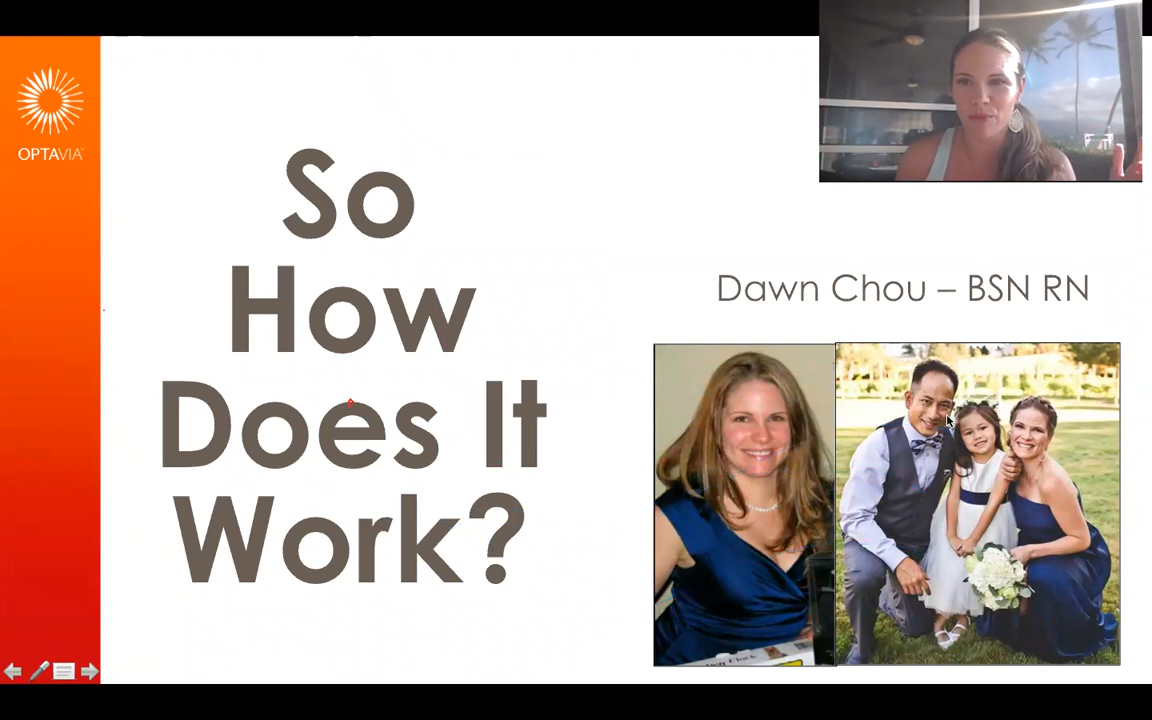 OPTAVIA
So
How
Does It
Work?
Dawn Chou – BSN RN